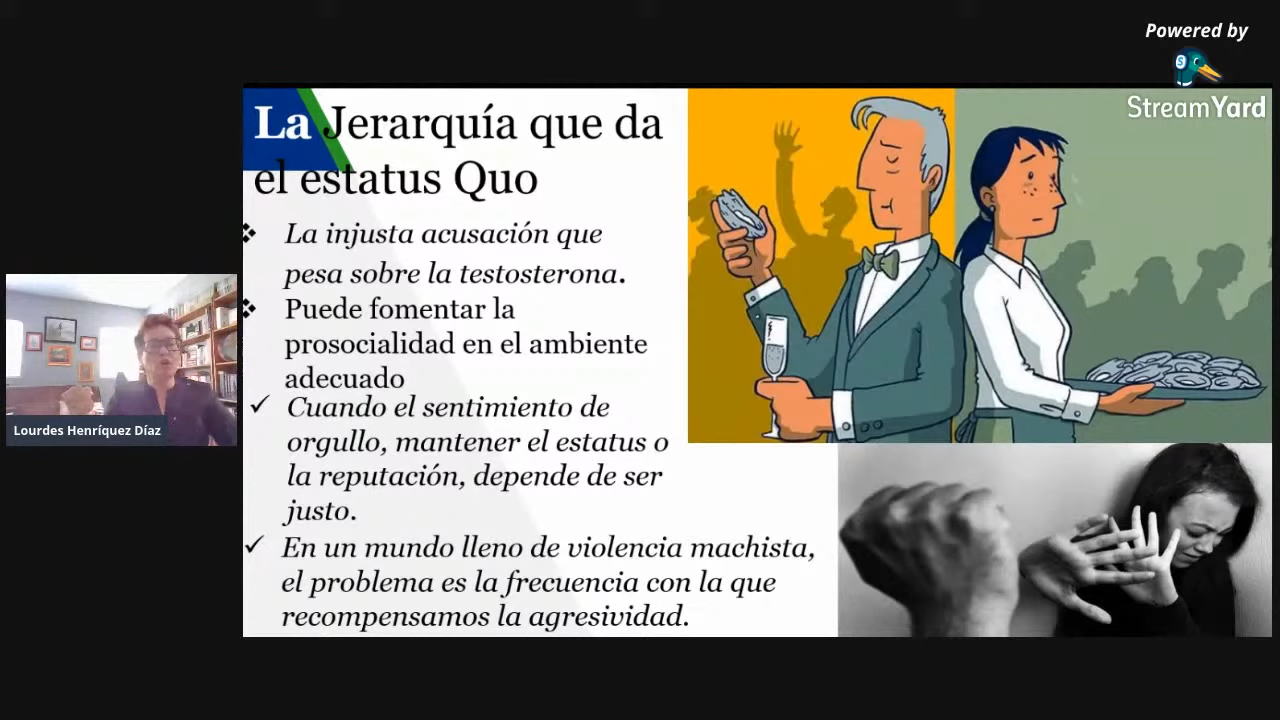 Powered by
StreamYard
La Jerarquía que da
el estatus Quo
❖ La injusta acusación que
pesa sobre la testosterona.
❖ Puede fomentar la
prosocialidad en el ambiente
adecuado
✓ Cuando el sentimiento de
orgullo, mantener el estatus o
la reputación, depende de ser
justo.
✓ En un mundo lleno de violencia machista,
el problema es la frecuencia con la que
recompensamos la agresividad.
Lourdes Henríquez Díaz